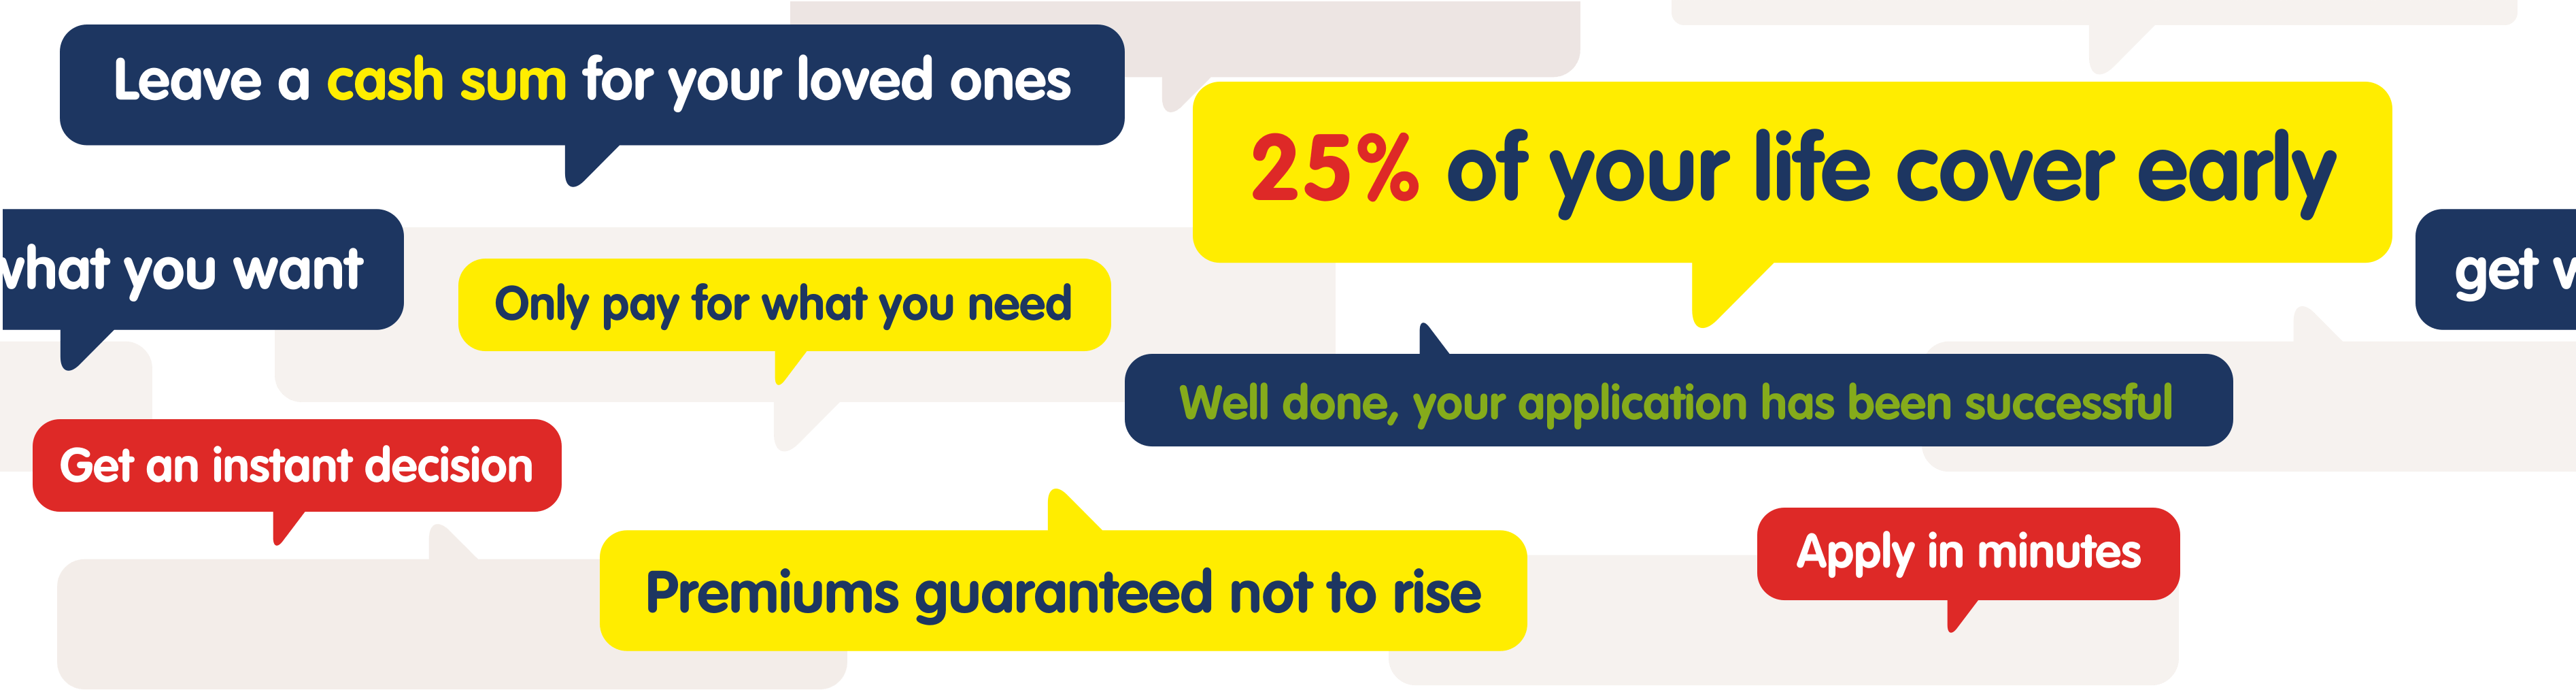 Leave a cash sum for your loved ones
25% of your life cover early
what you want
get
Only pay for what you need
Well done, your application has been successful
Get an instant decision
Apply in minutes
Premiums guaranteed not to rise